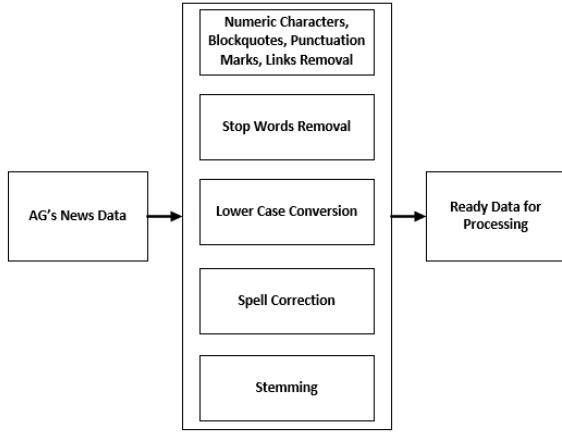 Numeric Characters,
Blockquotes, Punctuation
Marks, Links Removal
Stop Words Removal
AG's News Data
Lower Case Conversion
Ready Data for
Processing
Spell Correction
Stemming